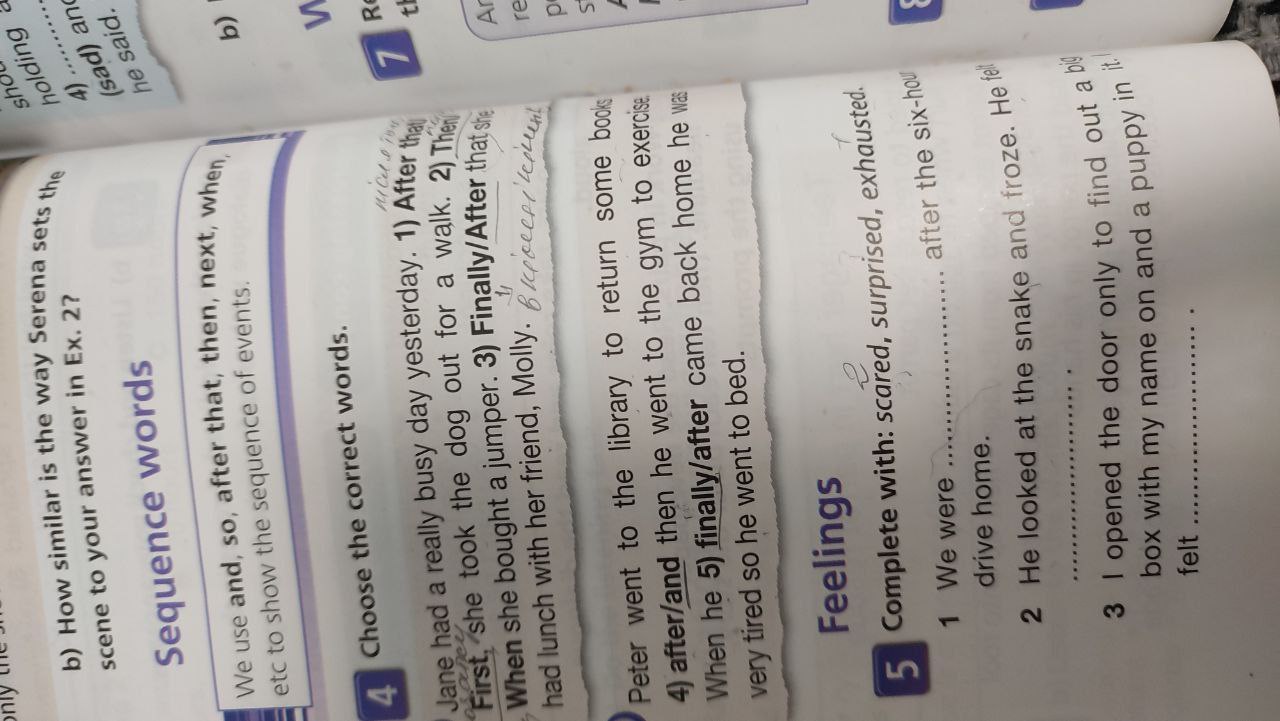 only the
shou
holding
4) ..........
(sad) and
he said.
b) How similar is the way Serena sets the
scene to your answer in Ex. 2?
Sequence words
We use and, so, after that, then, next, when,
etc to show the sequence of events.
4 Choose the correct words.
Jane had a really busy day yesterday. 1) After that/
First, she took the dog out for a walk. 2) Then/
When she bought a jumper. 3) Finally/After that she
had lunch with her friend, Molly.
Peter went to the library to return some books
4) after/and then he went to the gym to exercise.
When he 5) finally/after came back home he was
very tired so he went to bed.
Feelings
5 Complete with: scared, surprised, exhausted.
1 We were .................... after the six-hour
drive home.
2 He looked at the snake and froze. He felt
.................... .
3 I opened the door only to find out a big
box with my name on and a puppy in it. I
felt .................... .
b)
7 Re
th
Ar
re
8